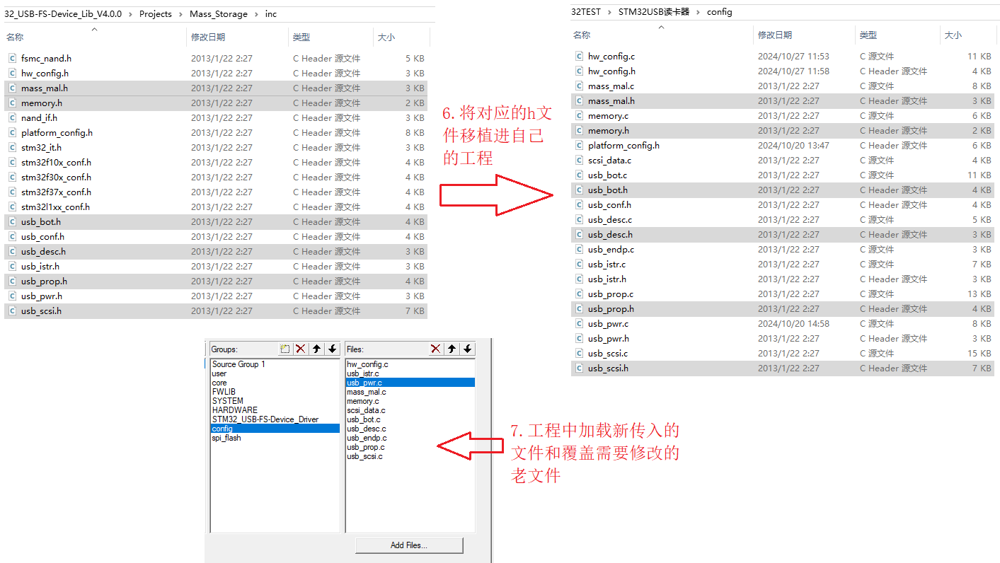 32_USB-FS-Device_Lib_V4.0.0 > Projects > Mass_Storage > inc
名称 修改日期 类型 大小
fsmc_nand.h 2013/1/22 2:27 C Header 源文件 5 KB
hw_config.h 2013/1/22 2:27 C Header 源文件 3 KB
mass_mal.h 2013/1/22 2:27 C Header 源文件 3 KB
memory.h 2013/1/22 2:27 C Header 源文件 2 KB
nand_if.h 2013/1/22 2:27 C Header 源文件 3 KB
platform_config.h 2013/1/22 2:27 C Header 源文件 8 KB
stm32_it.h 2013/1/22 2:27 C Header 源文件 3 KB
stm32f10x_conf.h 2013/1/22 2:27 C Header 源文件 4 KB
stm32f30x_conf.h 2013/1/22 2:27 C Header 源文件 4 KB
stm32f37x_conf.h 2013/1/22 2:27 C Header 源文件 4 KB
stm32l1xx_conf.h 2013/1/22 2:27 C Header 源文件 4 KB
usb_bot.h 2013/1/22 2:27 C Header 源文件 4 KB
usb_conf.h 2013/1/22 2:27 C Header 源文件 4 KB
usb_desc.h 2013/1/22 2:27 C Header 源文件 3 KB
usb_istr.h 2013/1/22 2:27 C Header 源文件 3 KB
usb_prop.h 2013/1/22 2:27 C Header 源文件 4 KB
usb_pwr.h 2013/1/22 2:27 C Header 源文件 3 KB
usb_scsi.h 2013/1/22 2:27 C Header 源文件 7 KB
6.将对应的h文
件移植进自己
的工程
32TEST > STM32USB读卡器 > config
名称 修改日期 类型 大小
hw_config.c 2024/10/27 11:53 C 源文件 11 KB
hw_config.h 2024/10/27 11:58 C Header 源文件 4 KB
mass_mal.c 2013/1/22 2:27 C 源文件 8 KB
mass_mal.h 2013/1/22 2:27 C Header 源文件 3 KB
memory.c 2013/1/22 2:27 C 源文件 6 KB
memory.h 2013/1/22 2:27 C Header 源文件 2 KB
platform_config.h 2024/10/20 13:47 C Header 源文件 6 KB
scsi_data.c 2013/1/22 2:27 C 源文件 4 KB
usb_bot.c 2013/1/22 2:27 C 源文件 11 KB
usb_bot.h 2013/1/22 2:27 C Header 源文件 4 KB
usb_conf.h 2013/1/22 2:27 C Header 源文件 4 KB
usb_desc.c 2013/1/22 2:27 C 源文件 5 KB
usb_desc.h 2013/1/22 2:27 C Header 源文件 3 KB
usb_endp.c 2013/1/22 2:27 C 源文件 3 KB
usb_istr.c 2013/1/22 2:27 C 源文件 7 KB
usb_istr.h 2013/1/22 2:27 C Header 源文件 3 KB
usb_prop.c 2013/1/22 2:27 C 源文件 13 KB
usb_prop.h 2013/1/22 2:27 C Header 源文件 4 KB
usb_pwr.c 2024/10/20 14:58 C 源文件 8 KB
usb_pwr.h 2013/1/22 2:27 C Header 源文件 3 KB
usb_scsi.c 2013/1/22 2:27 C 源文件 15 KB
usb_scsi.h 2013/1/22 2:27 C Header 源文件 7 KB
Groups:
Source Group 1
user
core
FWLIB
SYSTEM
HARDWARE
STM32_USB-FS-Device_Driver
config
spi_flash
Files:
hw_config.c
usb_istr.c
usb_pwr.c
mass_mal.c
memory.c
scsi_data.c
usb_bot.c
usb_desc.c
usb_endp.c
usb_prop.c
usb_scsi.c
Add Files...
7.工程中加载新传入的
文件和覆盖需要修改的
老文件